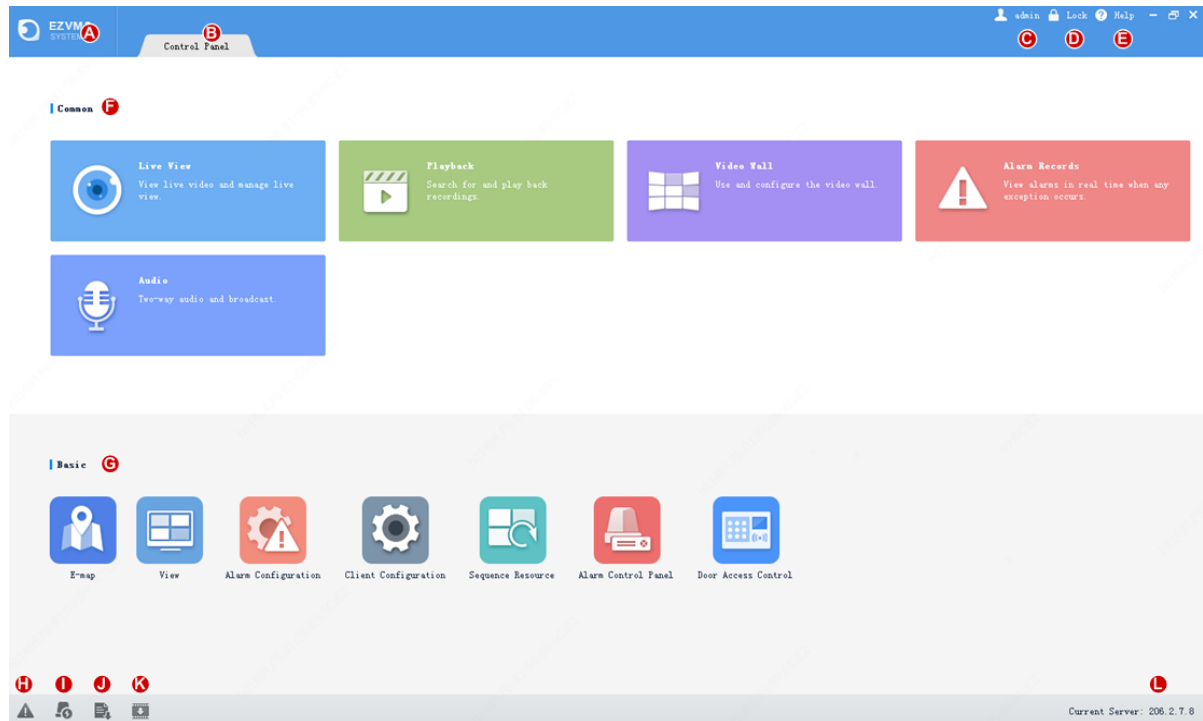 EZVM
SYSTEM
A
B
Control Panel
admin
Lock
Help
C
D
E
Common
F
Live View
View live video and manage live
view.
Playback
Search for and play back
recordings.
Video Wall
Use and configure the video wall.
Alarm Records
View alarms in real time when any
exception occurs.
Audio
Two-way audio and broadcast.
Basic
G
E-map
View
Alarm Configuration
Client Configuration
Sequence Resource
Alarm Control Panel
Door Access Control
H
I
J
K
L
Current Server: 206.2.7.8